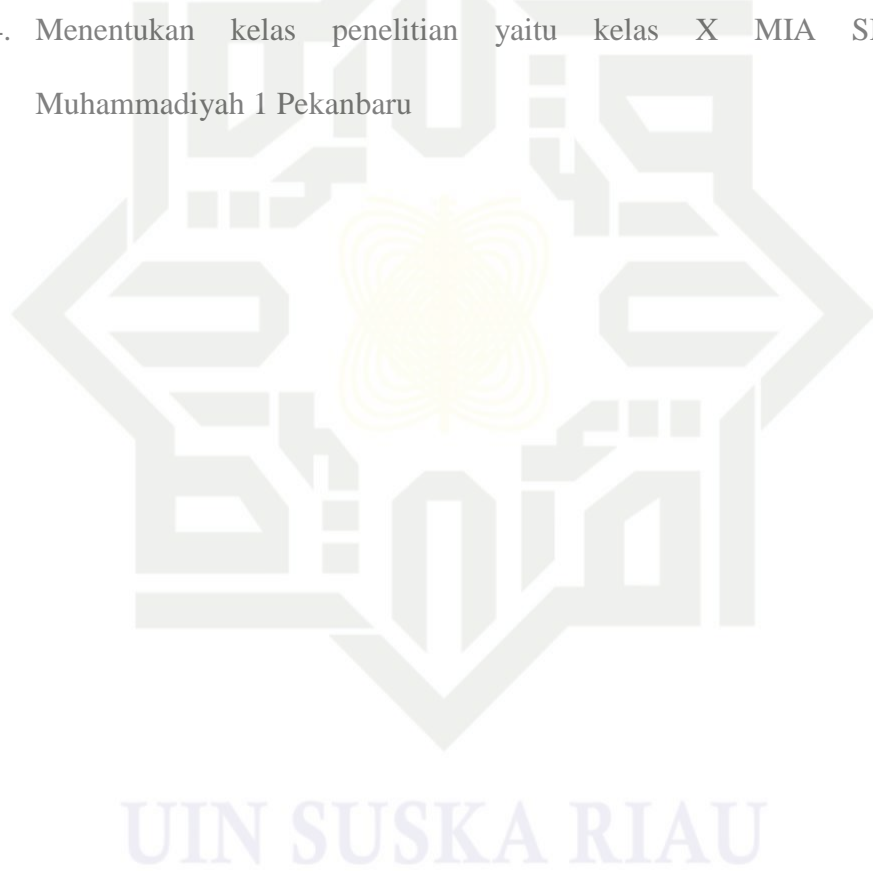 . Menentukan kelas penelitian yaitu kelas X MIA
Muhammadiyah 1 Pekanbaru
UIN SUSKA RIAU